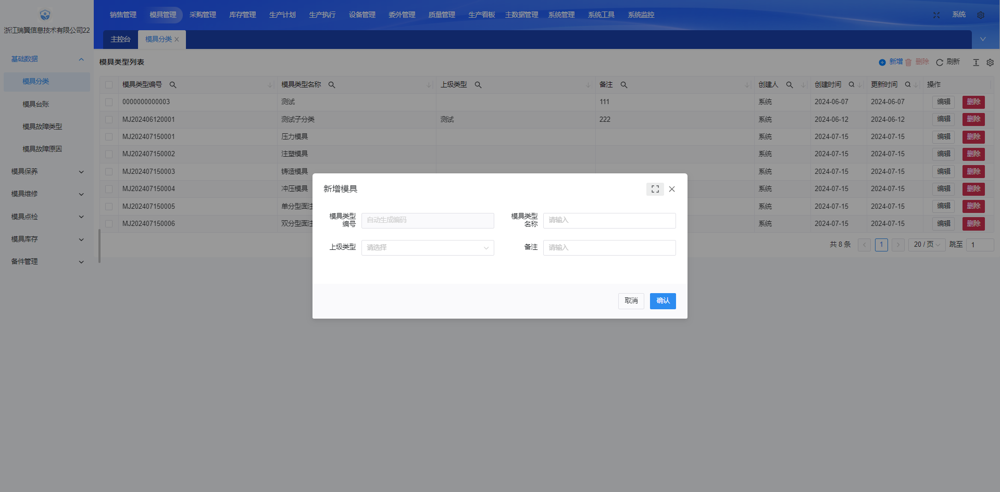 浙江瑞翼信息技术有限公司22
销售管理 模具管理 采购管理 库存管理 生产计划 生产执行 设备管理 委外管理 质量管理 生产看板 主数据管理 系统管理 系统工具 系统监控 系统
主控台 模具分类
基础数据
模具分类
模具台账
模具故障类型
模具故障原因
模具保养
模具维修
模具点检
模具库存
备件管理
模具类型列表 新增 删除 刷新
模具类型编号 模具类型名称 上级类型 备注 创建人 创建时间 更新时间 操作
0000000000003 测试 111 系统 2024-06-07 2024-06-07 编辑 删除
MJ202406120001 测试子分类 测试 222 系统 2024-06-12 2024-06-12 编辑 删除
MJ202407150001 压力模具 系统 2024-07-15 2024-07-15 编辑 删除
MJ202407150002 注塑模具 系统 2024-07-15 2024-07-15 编辑 删除
MJ202407150003 铸造模具 系统 2024-07-15 2024-07-15 编辑 删除
MJ202407150004 冲压模具 系统 2024-07-15 2024-07-15 编辑 删除
MJ202407150005 单分型面注 系统 2024-07-15 2024-07-15 编辑 删除
MJ202407150006 双分型面注 系统 2024-07-15 2024-07-15 编辑 删除
共 8 条 1 20 / 页 跳至 1
新增模具
模具类型编号 自动生成编码 模具类型名称 请输入
上级类型 请选择 备注 请输入
取消 确认